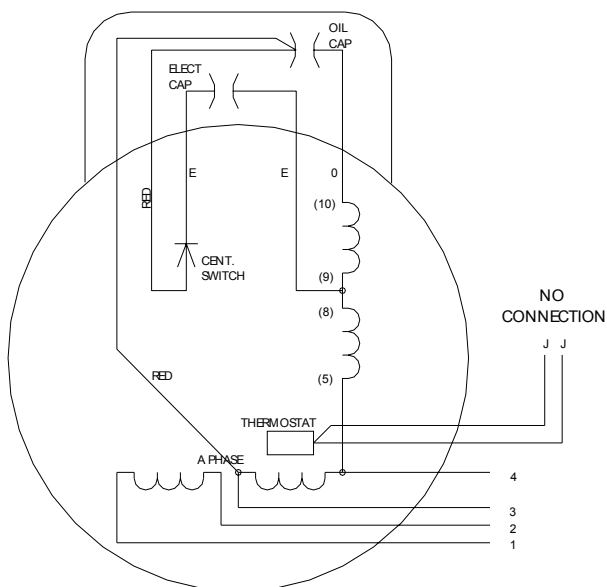 OIL
CAP
ELECT
CAP
RED
E
E
0
(10)
CENT.
SWITCH
(9)
(8)
NO
CONNECTION
J J
(5)
RED
THERMOSTAT
A PHASE
4
3
2
1